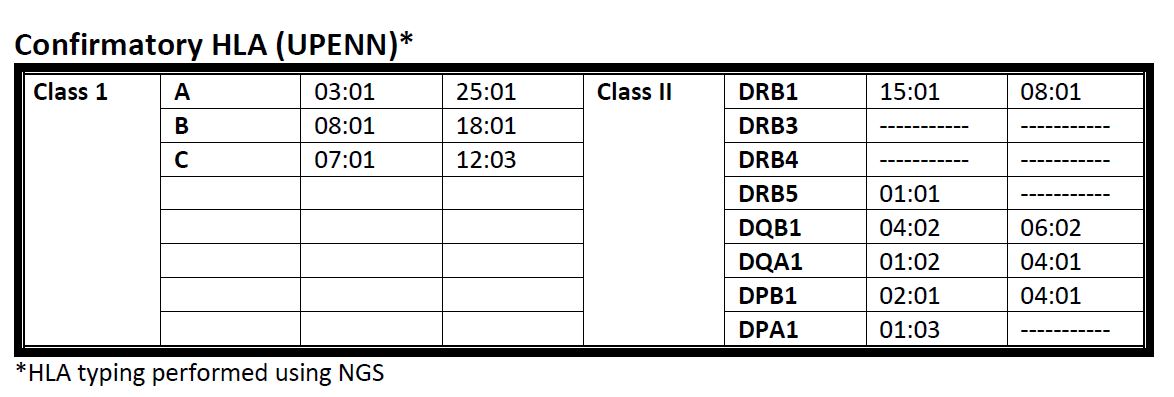 Confirmatory HLA (UPENN)*
Class 1 A 03:01 25:01 Class II DRB1 15:01 08:01
B 08:01 18:01 DRB3 ----------- -----------
C 07:01 12:03 DRB4 ----------- -----------
DRB5 01:01 -----------
DQB1 04:02 06:02
DQA1 01:02 04:01
DPB1 02:01 04:01
DPA1 01:03 -----------
*HLA typing performed using NGS